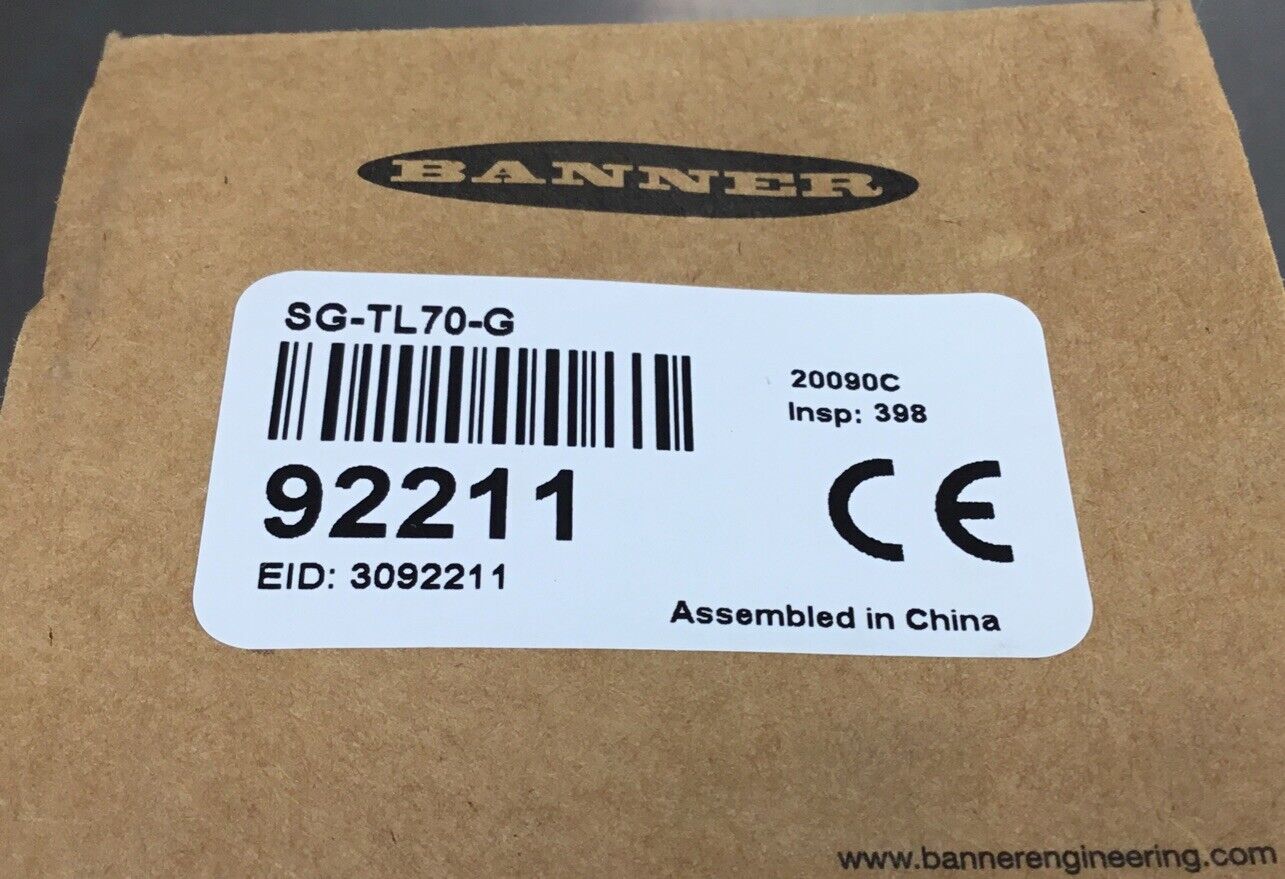 BANNER
SG-TL70-G
20090C
Insp: 398
92211
CE
EID: 3092211
Assembled in China
www.bannerengineering.com